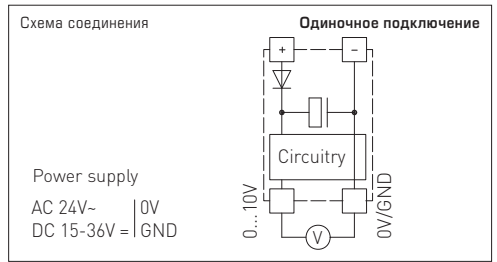 Схема соединения
Одиночное подключение
+ −
Circuitry
Power supply
AC 24V~ | 0V
DC 15-36V = | GND
0...10V
0V/GND
V